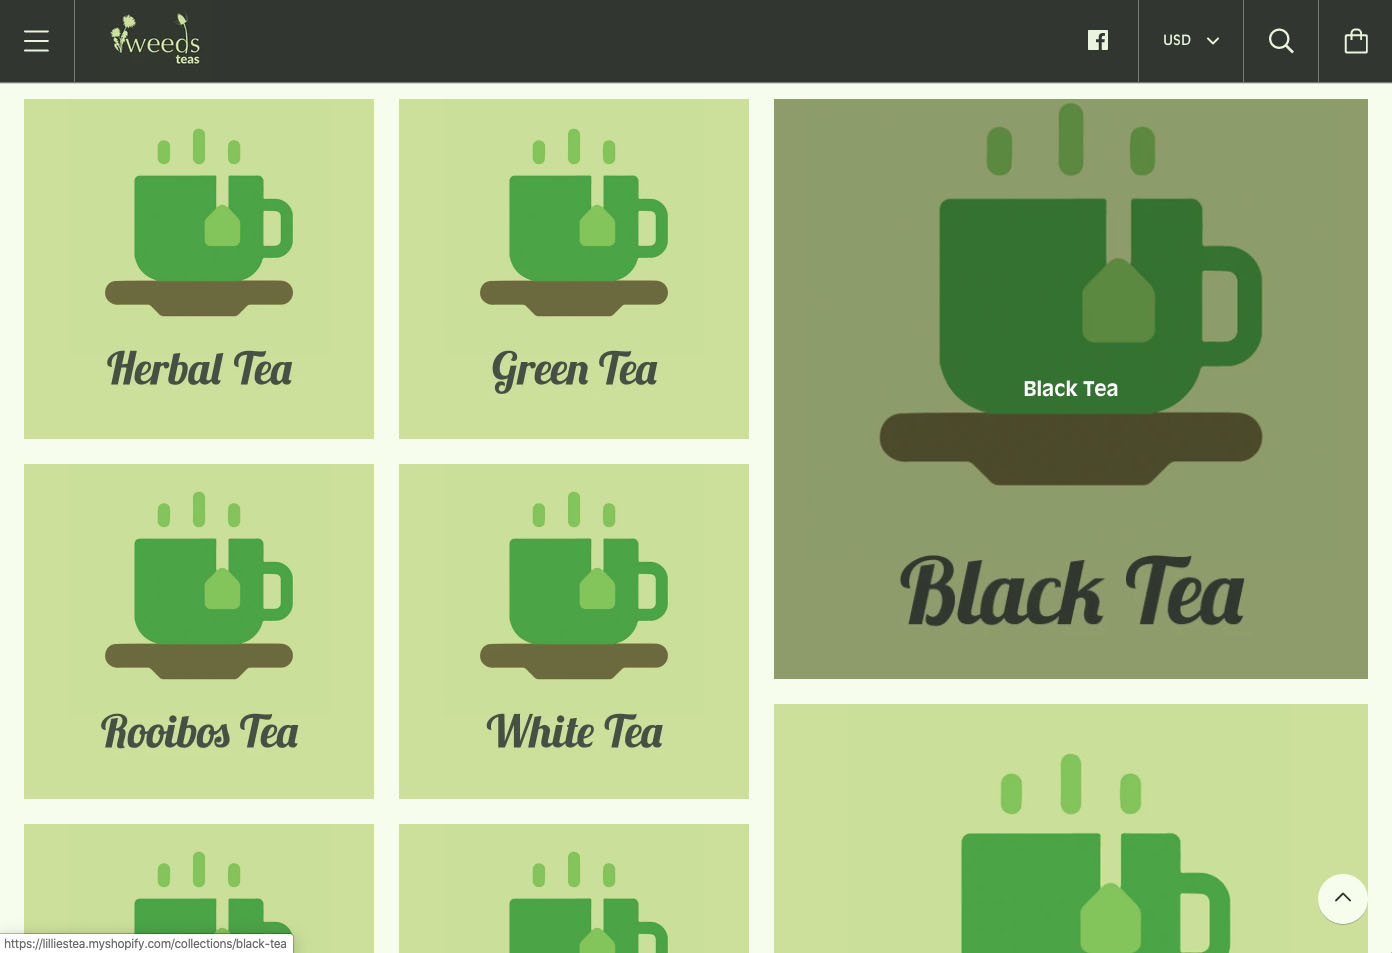 weeds
teas
USD
Herbal Tea
Green Tea
Black Tea
Black Tea
Rooibos Tea
White Tea
https://lilliestea.myshopify.com/collections/black-tea